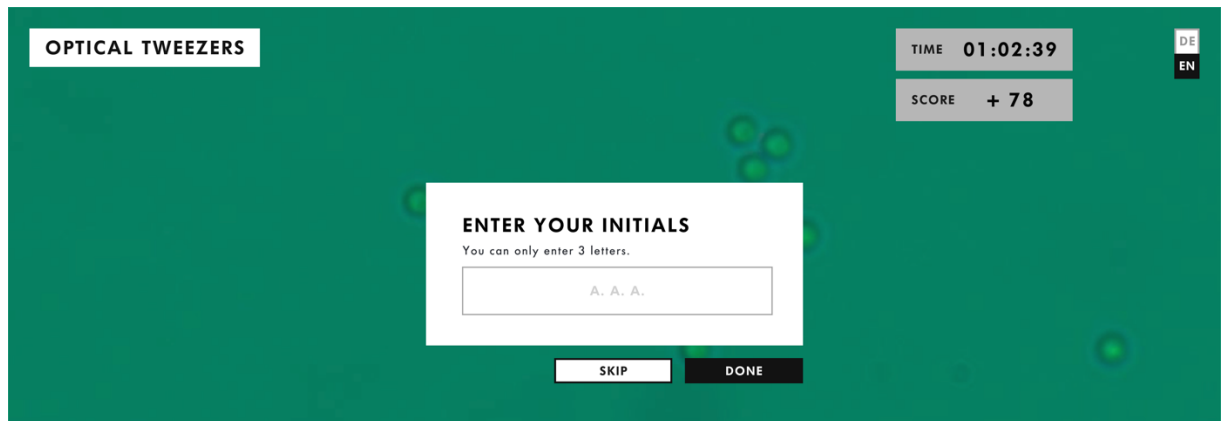 OPTICAL TWEEZERS
TIME 01:02:39
SCORE + 78
DE
EN
ENTER YOUR INITIALS
You can only enter 3 letters.
A. A. A.
SKIP
DONE